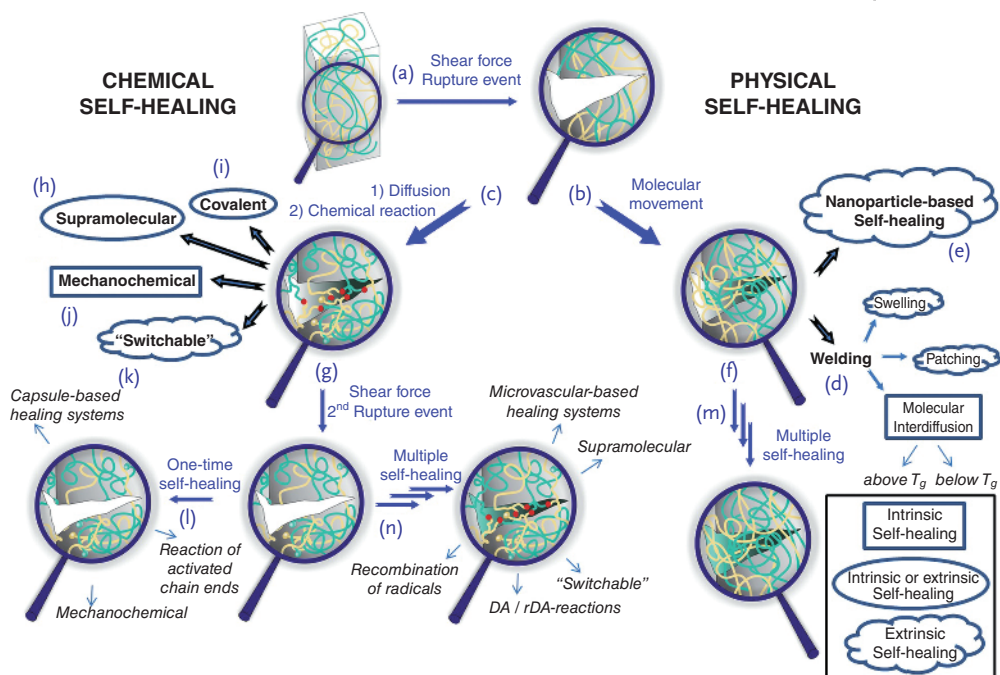 CHEMICAL
SELF-HEALING
(a)
Shear force
Rupture event
PHYSICAL
SELF-HEALING
(h)
(i)
Supramolecular
Covalent
1) Diffusion
2) Chemical reaction
(c)
(b)
Molecular
movement
Nanoparticle-based
Self-healing
(e)
Mechanochemical
(j)
"Switchable"
(k)
(g)
Swelling
Welding
(d)
Patching
Molecular
Interdiffusion
above Tg
below Tg
(f)
(m)
Multiple
self-healing
Shear force
2nd Rupture event
Capsule-based
healing systems
One-time
self-healing
(l)
Reaction of
activated
chain ends
Mechanochemical
Multiple
self-healing
(n)
Microvascular-based
healing systems
Supramolecular
Recombination
of radicals
DA / rDA-reactions
"Switchable"
Intrinsic
Self-healing
Intrinsic or extrinsic
Self-healing
Extrinsic
Self-healing